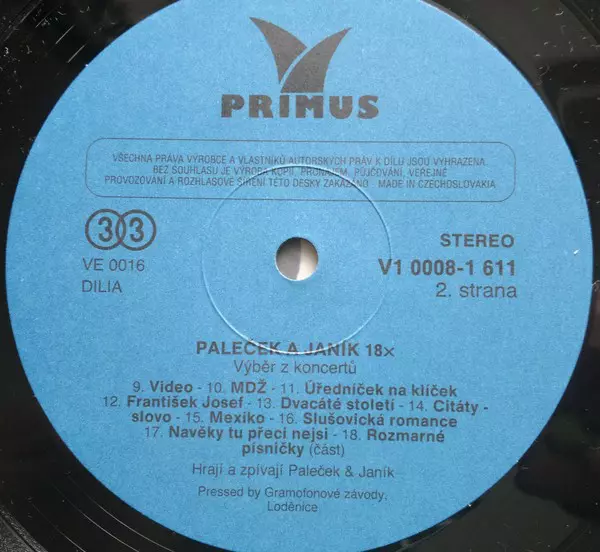 PRIMUS
VŠECHNA PRÁVA VÝROBCE A VLASTNÍKŮ AUTORSKÝCH PRÁV K DÍLU JSOU VYHRAZENA.
BEZ SOUHLASU JE VÝROBA KOPIÍ, PRONÁJEM, PŮJČOVÁNÍ, VEŘEJNÉ
PROVOZOVÁNÍ A ROZHLASOVÉ ŠÍŘENÍ TÉTO DESKY ZAKÁZÁNO. MADE IN CZECHOSLOVAKIA
33
STEREO
VE 0016
V1 0008-1 611
DILIA
2. strana
PALEČEK A JANÍK 18×
Výběr z koncertů
9. Video - 10. MDŽ - 11. Úředníček na klíček
12. František Josef - 13. Dvacáté století - 14. Citáty -
slovo - 15. Mexiko - 16. Slušovická romance
17. Navěky tu přeci nejsi - 18. Rozmarné
písničky (část)
Hrají a zpívají Paleček & Janík
Pressed by Gramofonové závody,
Loděnice